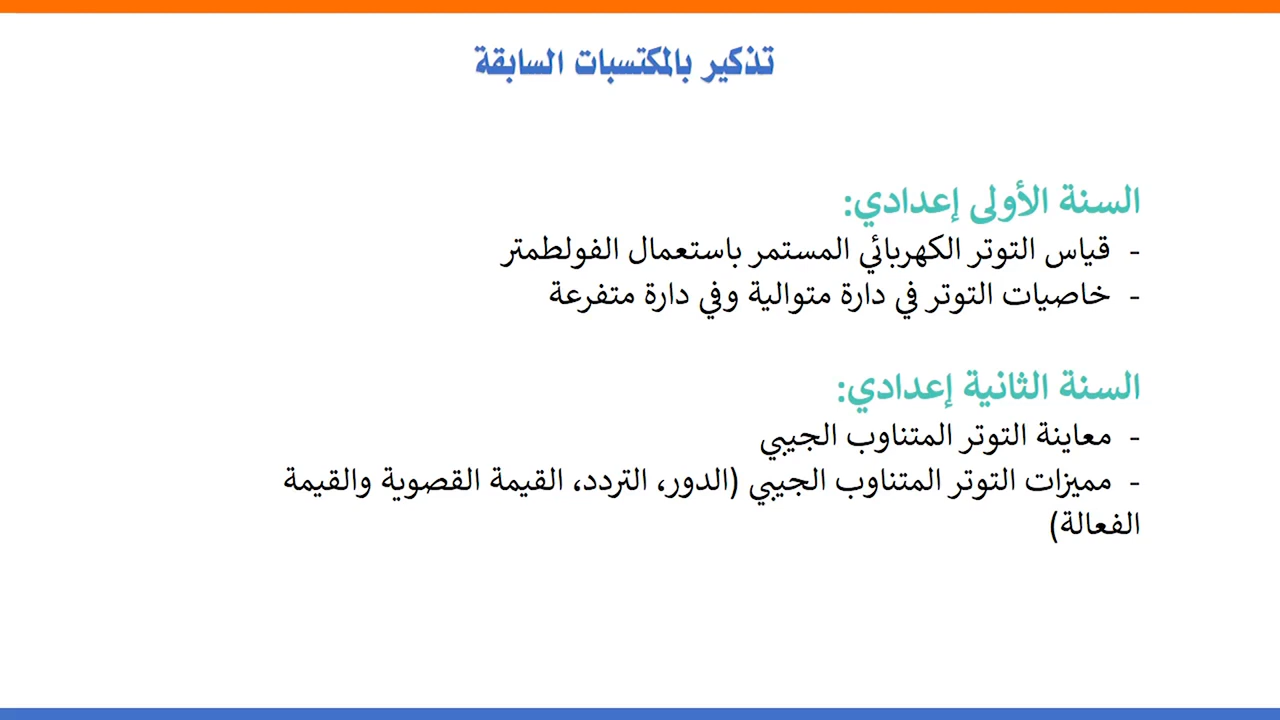 تذكير بالمكتسبات السابقة
السنة الأولى إعدادي:
- قياس التوتر الكهربائي المستمر باستعمال الفولطمتر
- خاصيات التوتر في دارة متوالية وفي دارة متفرعة
السنة الثانية إعدادي:
- معاينة التوتر المتناوب الجيبي
- مميزات التوتر المتناوب الجيبي (الدور، التردد، القيمة القصوية والقيمة
الفعالة)